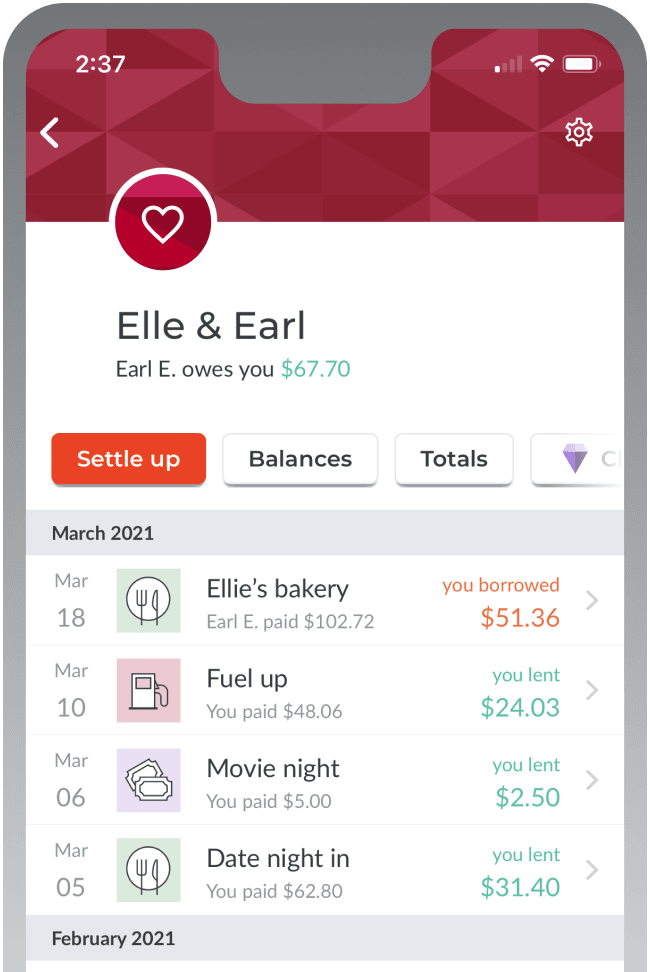 2:37
Elle & Earl
Earl E. owes you $67.70
Settle up
Balances
Totals
March 2021
Mar 18
Ellie’s bakery
Earl E. paid $102.72
you borrowed
$51.36
Mar 10
Fuel up
You paid $48.06
you lent
$24.03
Mar 06
Movie night
You paid $5.00
you lent
$2.50
Mar 05
Date night in
You paid $62.80
you lent
$31.40
February 2021